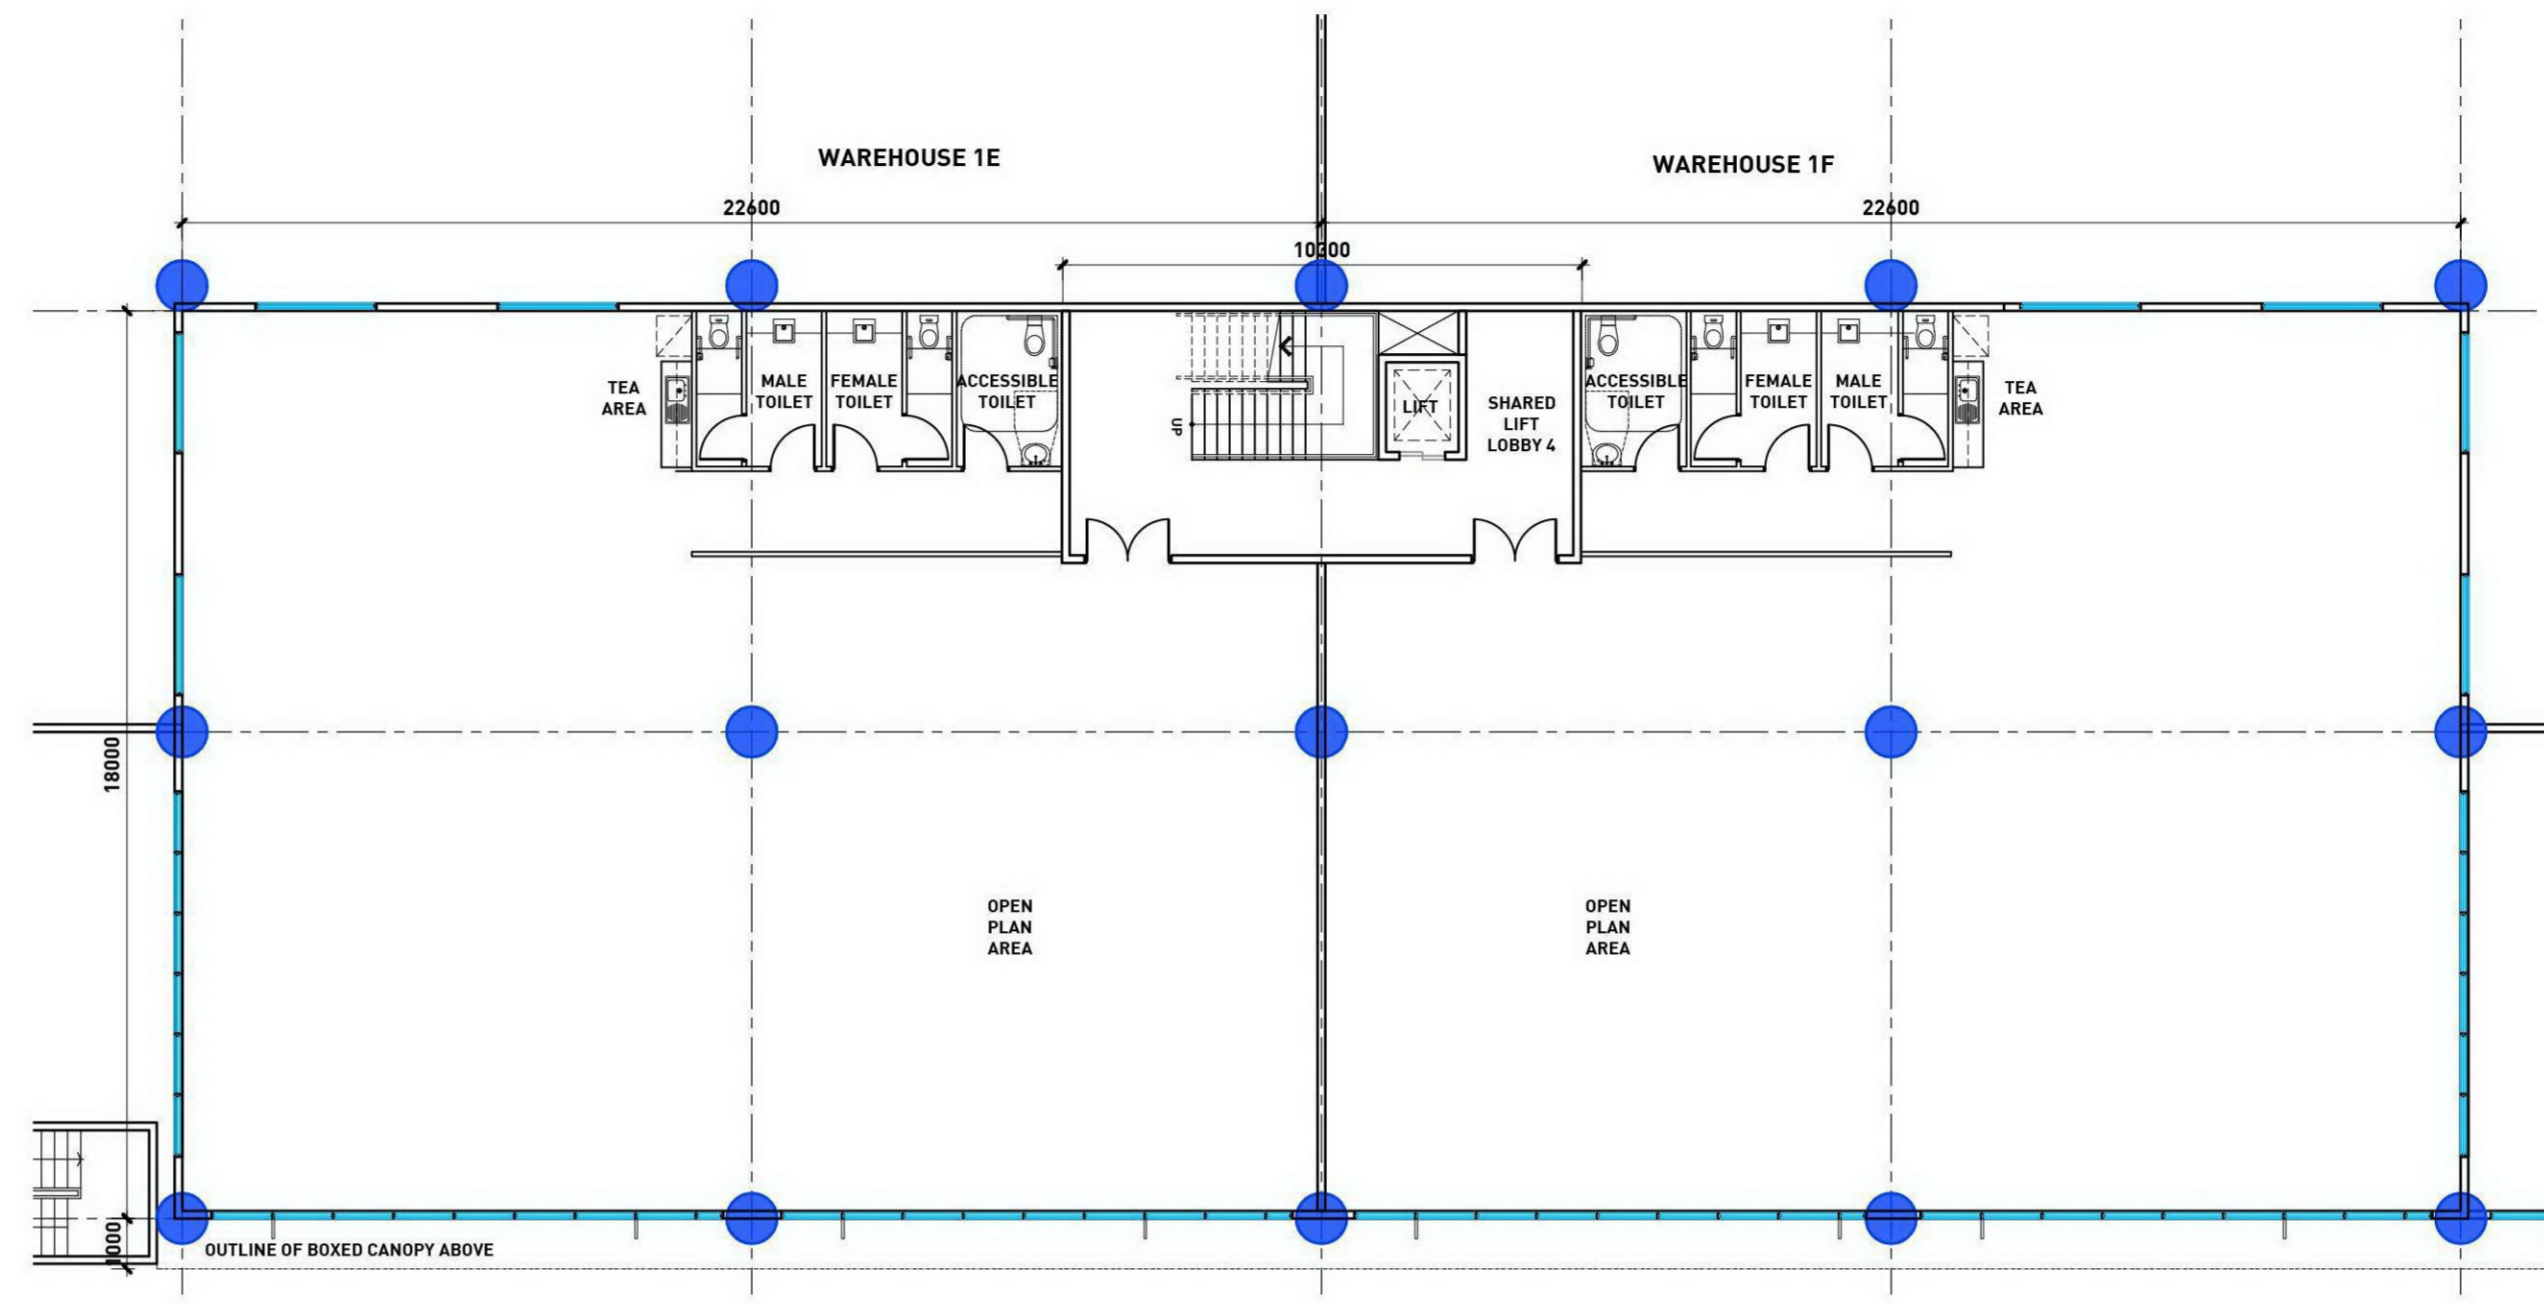 WAREHOUSE 1E
WAREHOUSE 1F
22600
22600
10300
TEA
AREA
MALE
TOILET
FEMALE
TOILET
ACCESSIBLE
TOILET
UP
LIFT
SHARED
LIFT
LOBBY 4
ACCESSIBLE
TOILET
FEMALE
TOILET
MALE
TOILET
TEA
AREA
18000
OPEN
PLAN
AREA
OPEN
PLAN
AREA
1000
OUTLINE OF BOXED CANOPY ABOVE